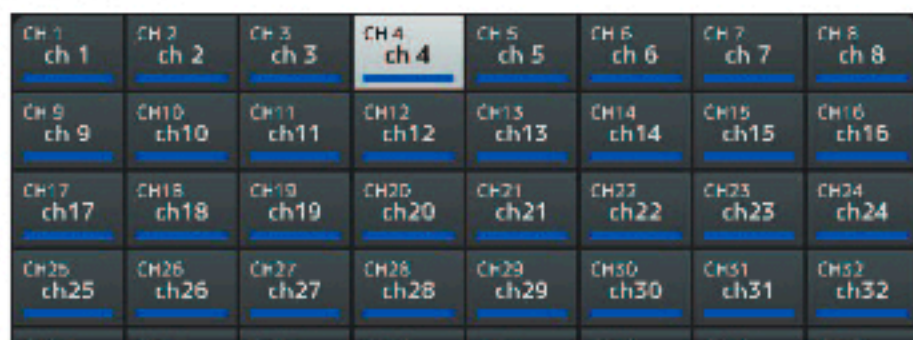 CH 1 CH 2 CH 3 CH 4 CH 5 CH 6 CH 7 CH 8
ch 1 ch 2 ch 3 ch 4 ch 5 ch 6 ch 7 ch 8
CH 9 CH10 CH11 CH12 CH13 CH14 CH15 CH16
ch 9 ch10 ch11 ch12 ch13 ch14 ch15 ch16
CH17 CH18 CH19 CH20 CH21 CH22 CH23 CH24
ch17 ch18 ch19 ch20 ch21 ch22 ch23 ch24
CH25 CH26 CH27 CH28 CH29 CH30 CH31 CH32
ch25 ch26 ch27 ch28 ch29 ch30 ch31 ch32